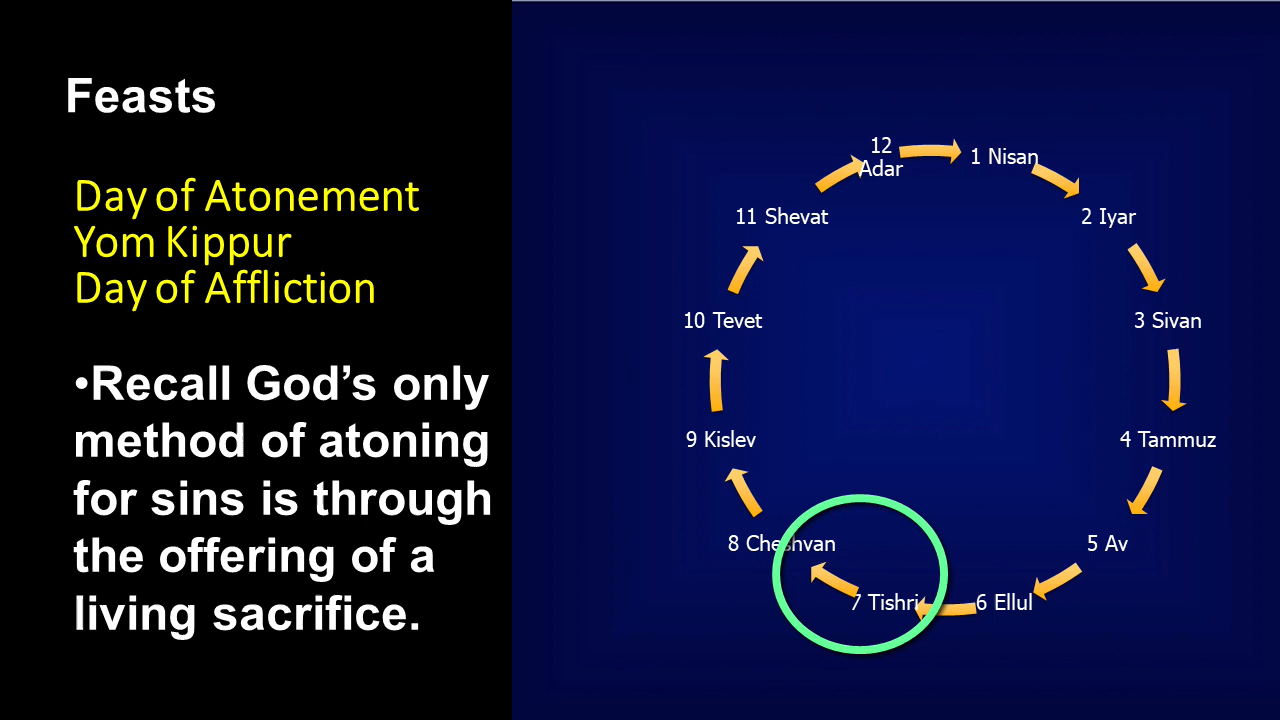 Feasts
Day of Atonement
Yom Kippur
Day of Affliction
•Recall God’s only
method of atoning
for sins is through
the offering of a
living sacrifice.
12
Adar
1 Nisan
2 Iyar
3 Sivan
4 Tammuz
5 Av
6 Ellul
7 Tishri
8 Cheshvan
9 Kislev
10 Tevet
11 Shevat